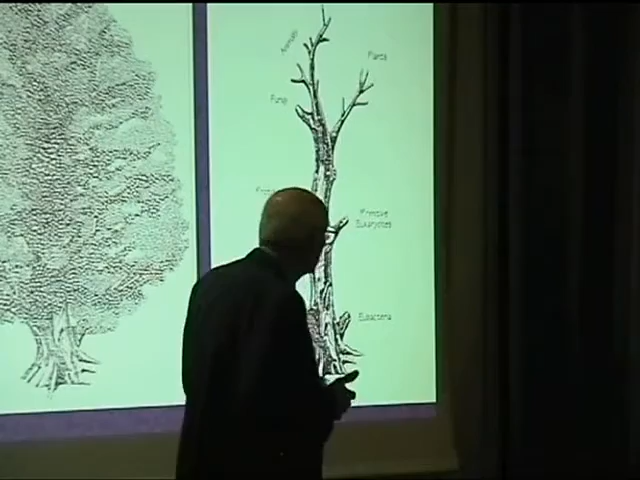 Animals
Plants
Fungi
Primitive
Eukaryotes
Eubacteria